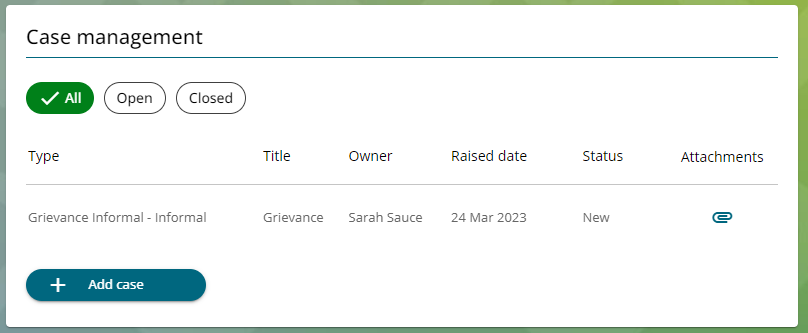 Case management
All Open Closed
Type Title Owner Raised date Status Attachments
Grievance Informal - Informal Grievance Sarah Sauce 24 Mar 2023 New
Add case